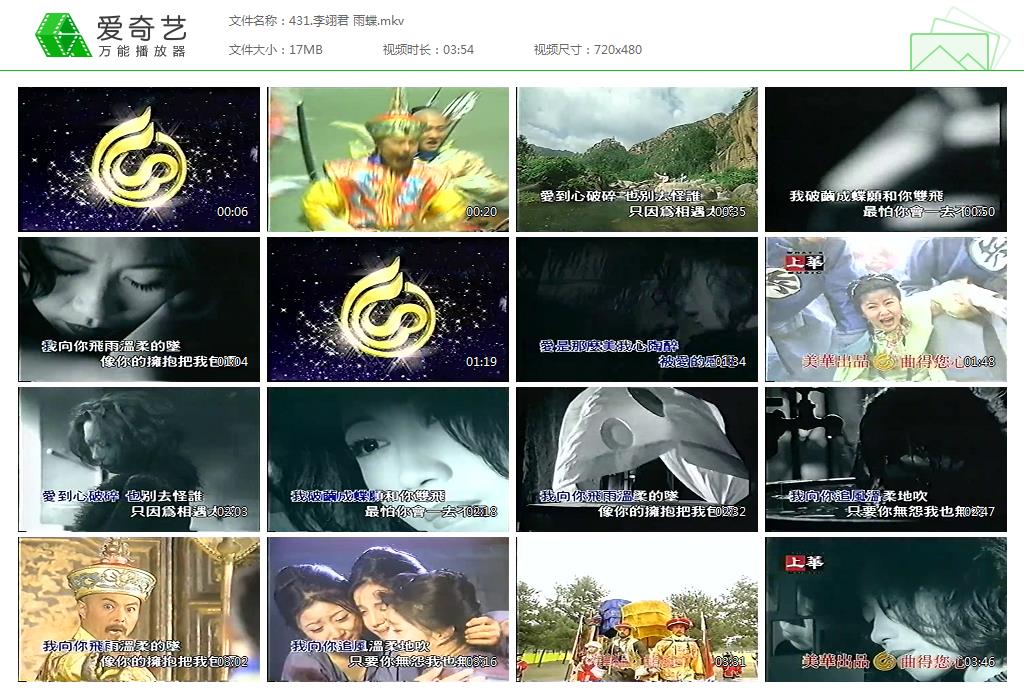 爱奇艺
万能播放器
文件名称：431.李翊君 雨蝶.mkv
文件大小：17MB
视频时长：03:54
视频尺寸：720x480
00:06
00:20
愛到心破碎 也別去怪誰
只因為相遇太
00:35
我破繭成蝶願和你雙飛
最怕你會一去不
00:50
我向你飛雨溫柔的墜
像你的擁抱把我包
01:04
01:19
愛是那麼美我心陶醉
被愛的感
01:34
上華
美華出品 曲得您心
01:48
愛到心破碎 也別去怪誰
只因為相遇太
02:03
我破繭成蝶願和你雙飛
最怕你會一去不
02:18
我向你飛雨溫柔的墜
像你的擁抱把我包
02:32
我向你追風溫柔地吹
只要你無怨我也無
02:47
我向你飛雨溫柔的墜
像你的擁抱把我包
03:02
我向你追風溫柔地吹
只要你無怨我也無
03:16
03:31
上華
美華出品 曲得您心
03:46